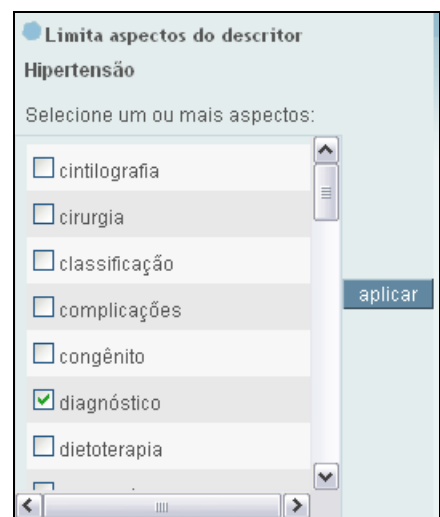 Limita aspectos do descritor
Hipertensão
Selecione um ou mais aspectos:
cintilografia
cirurgia
classificação
complicações
aplicar
congênito
diagnóstico
dietoterapia